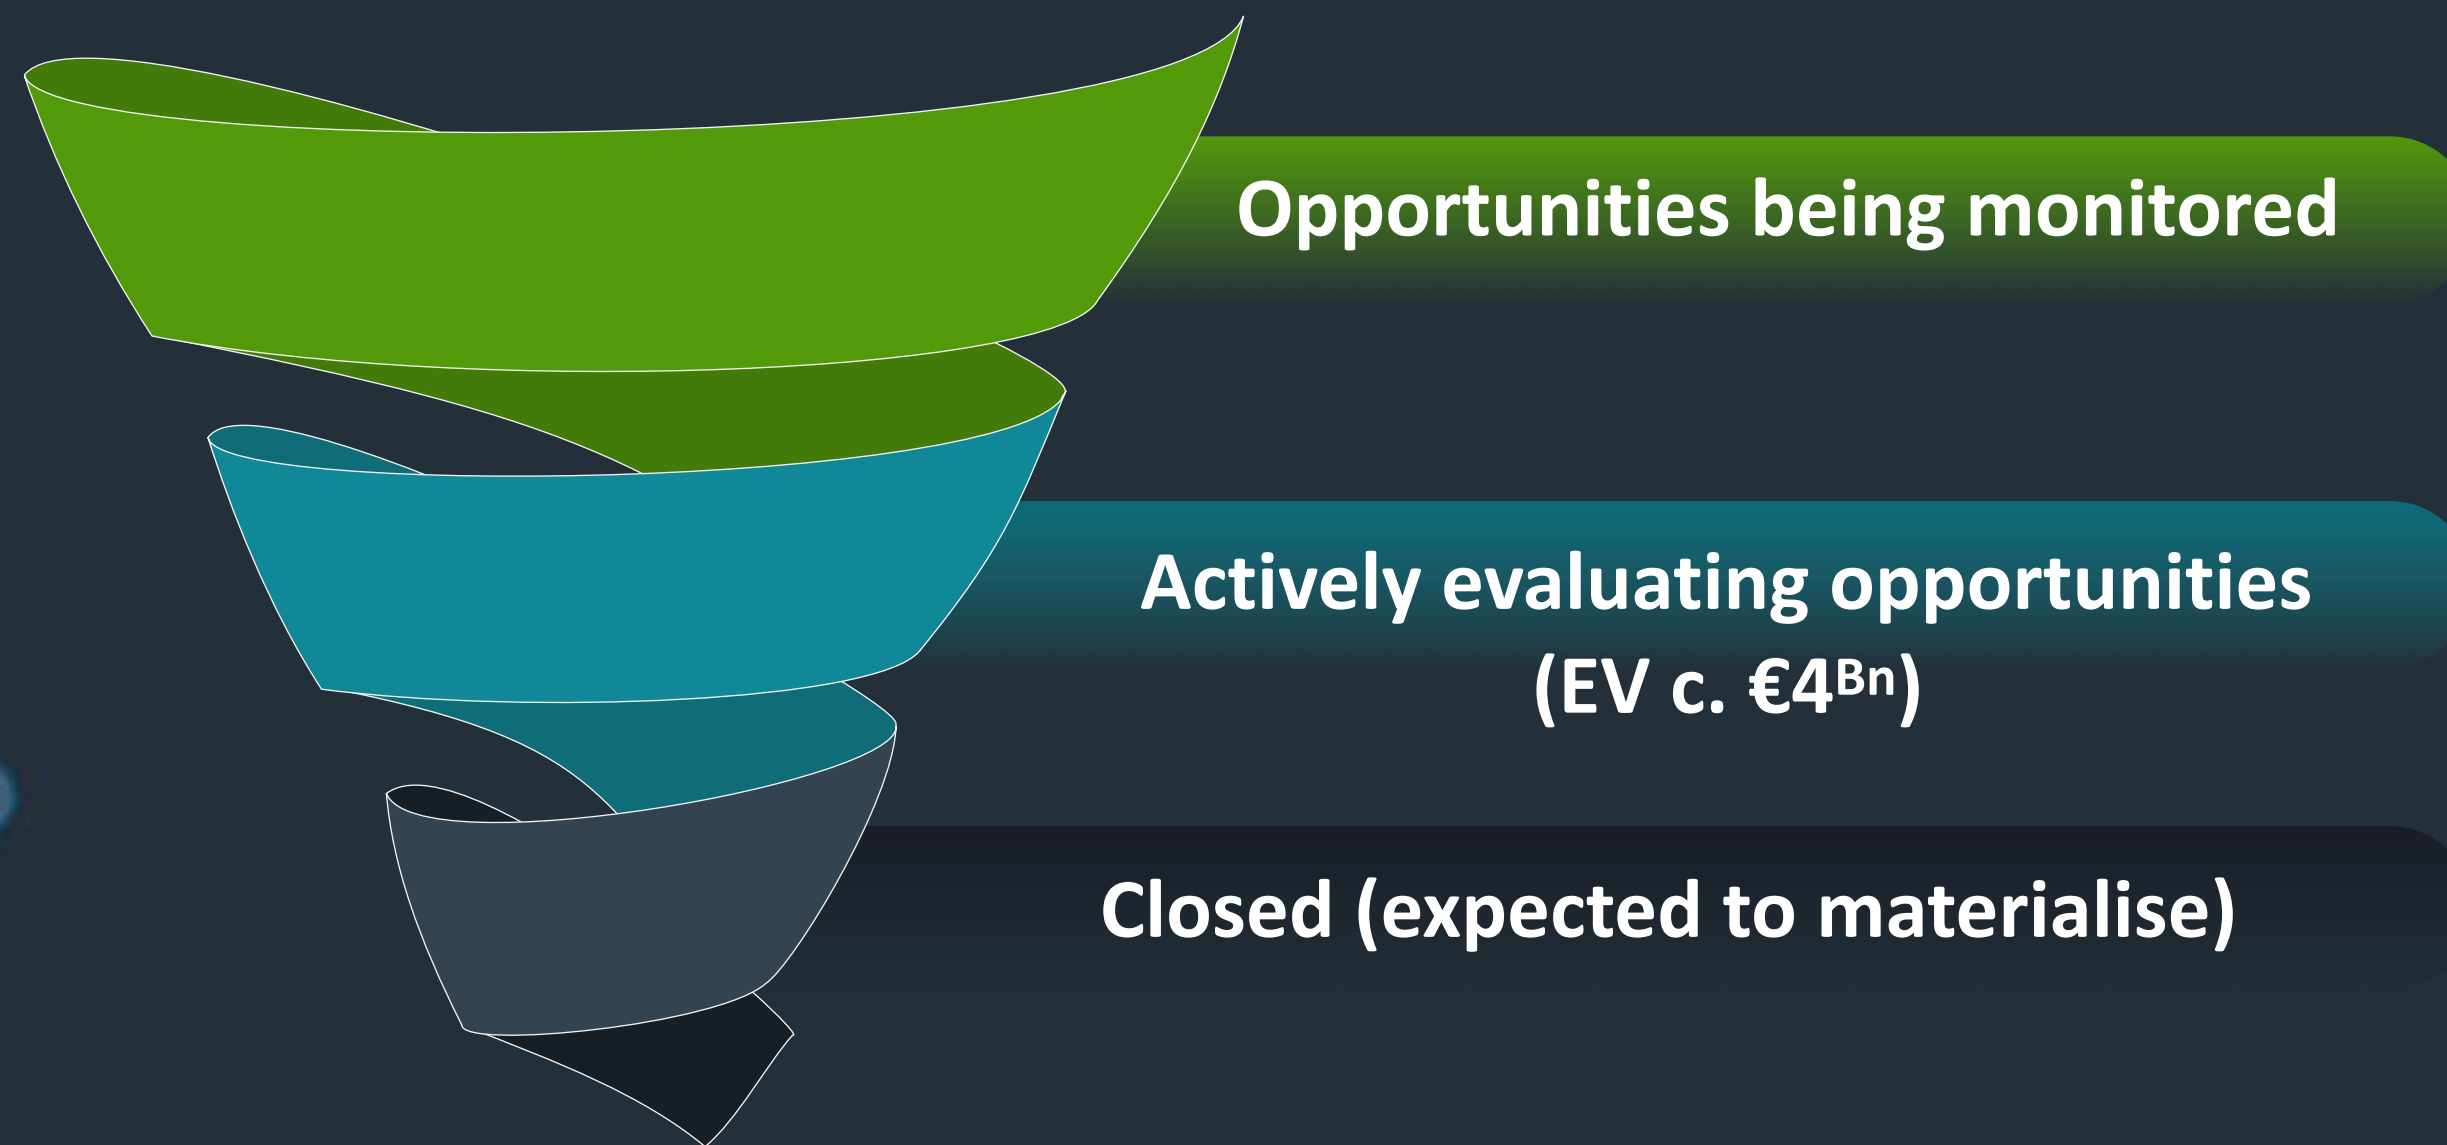 Opportunities being monitored
Actively evaluating opportunities
(EV c. €4Bn)
Closed (expected to materialise)